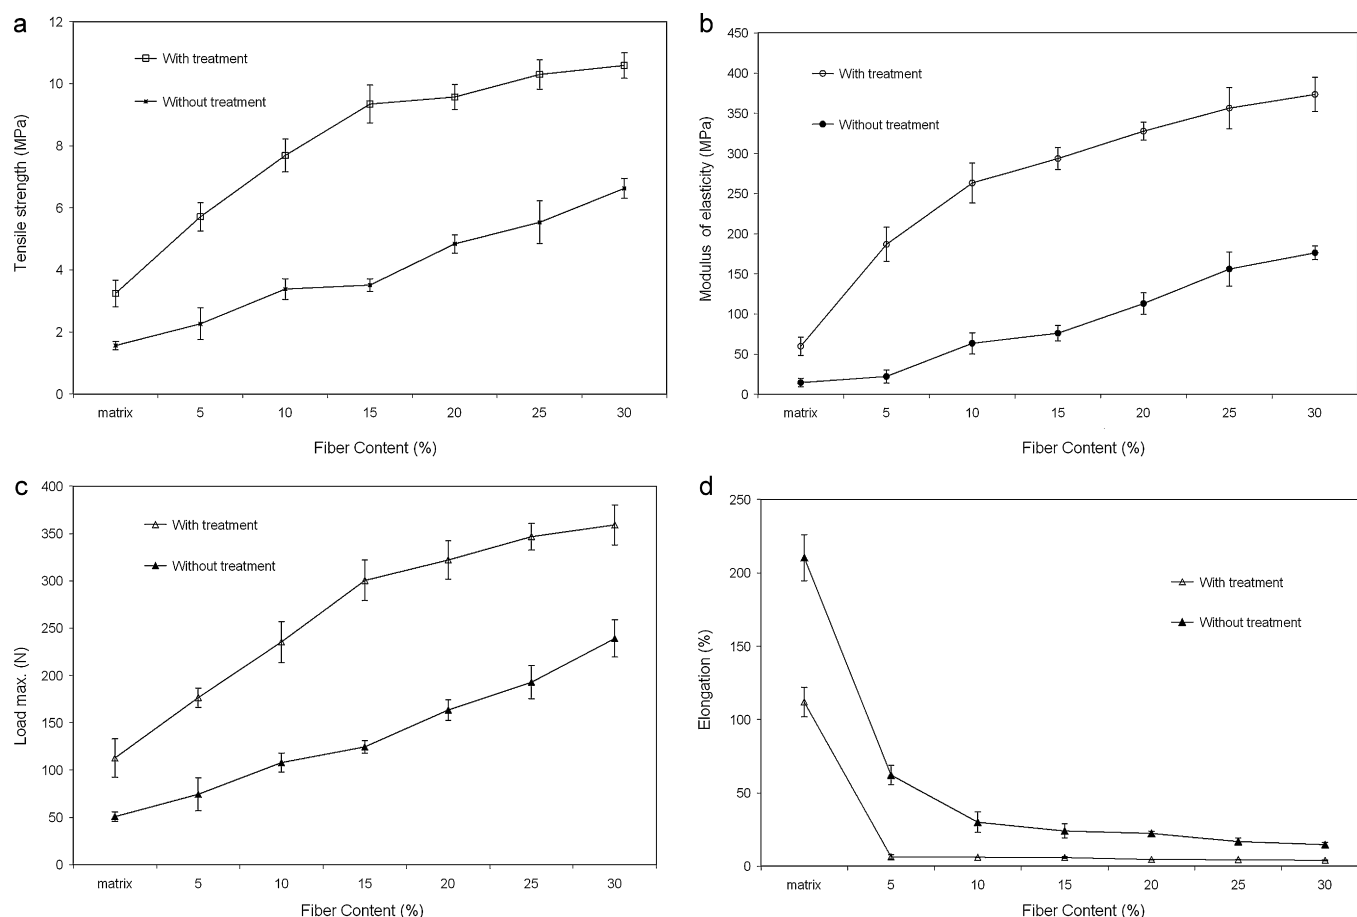 a
With treatment
Without treatment
Tensile strength (MPa)
12
10
8
6
4
2
0
matrix 5 10 15 20 25 30
Fiber Content (%)
b
With treatment
Without treatment
Modulus of elasticity (MPa)
450
400
350
300
250
200
150
100
50
0
matrix 5 10 15 20 25 30
Fiber Content (%)
c
With treatment
Without treatment
Load max. (N)
400
350
300
250
200
150
100
50
0
matrix 5 10 15 20 25 30
Fiber Content (%)
d
With treatment
Without treatment
Elongation (%)
250
200
150
100
50
0
matrix 5 10 15 20 25 30
Fiber Content (%)